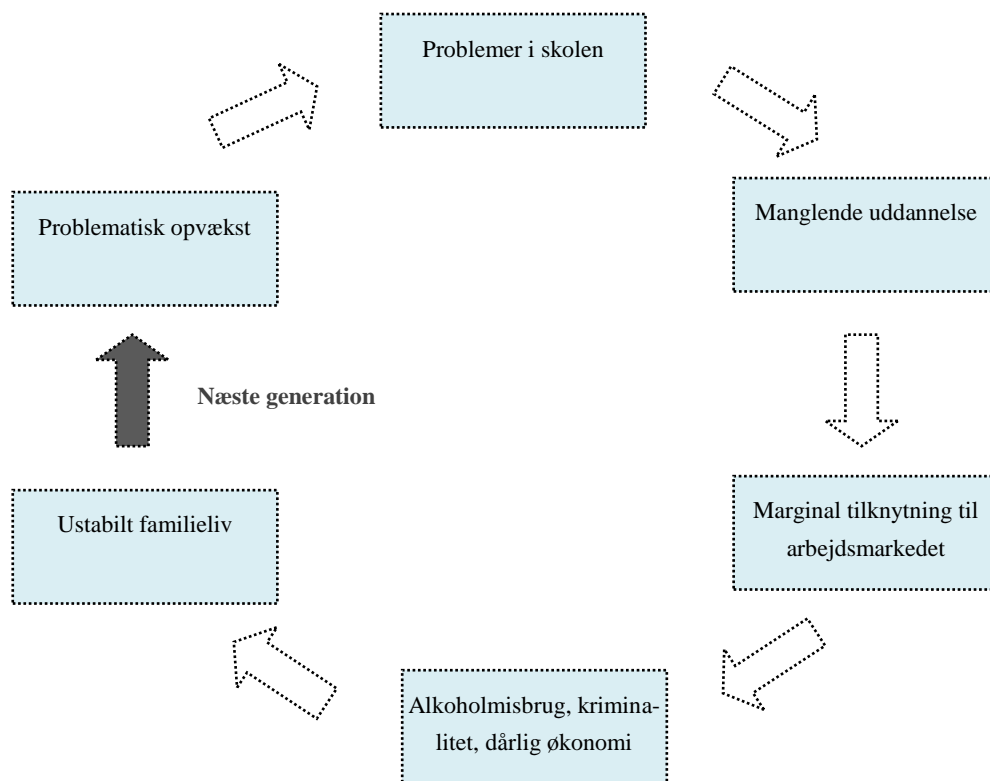 Problemer i skolen
Problematisk opvækst
Manglende uddannelse
Næste generation
Ustabilt familieliv
Marginal tilknytning til
arbejdsmarkedet
Alkoholmisbrug, krimina-
litet, dårlig økonomi